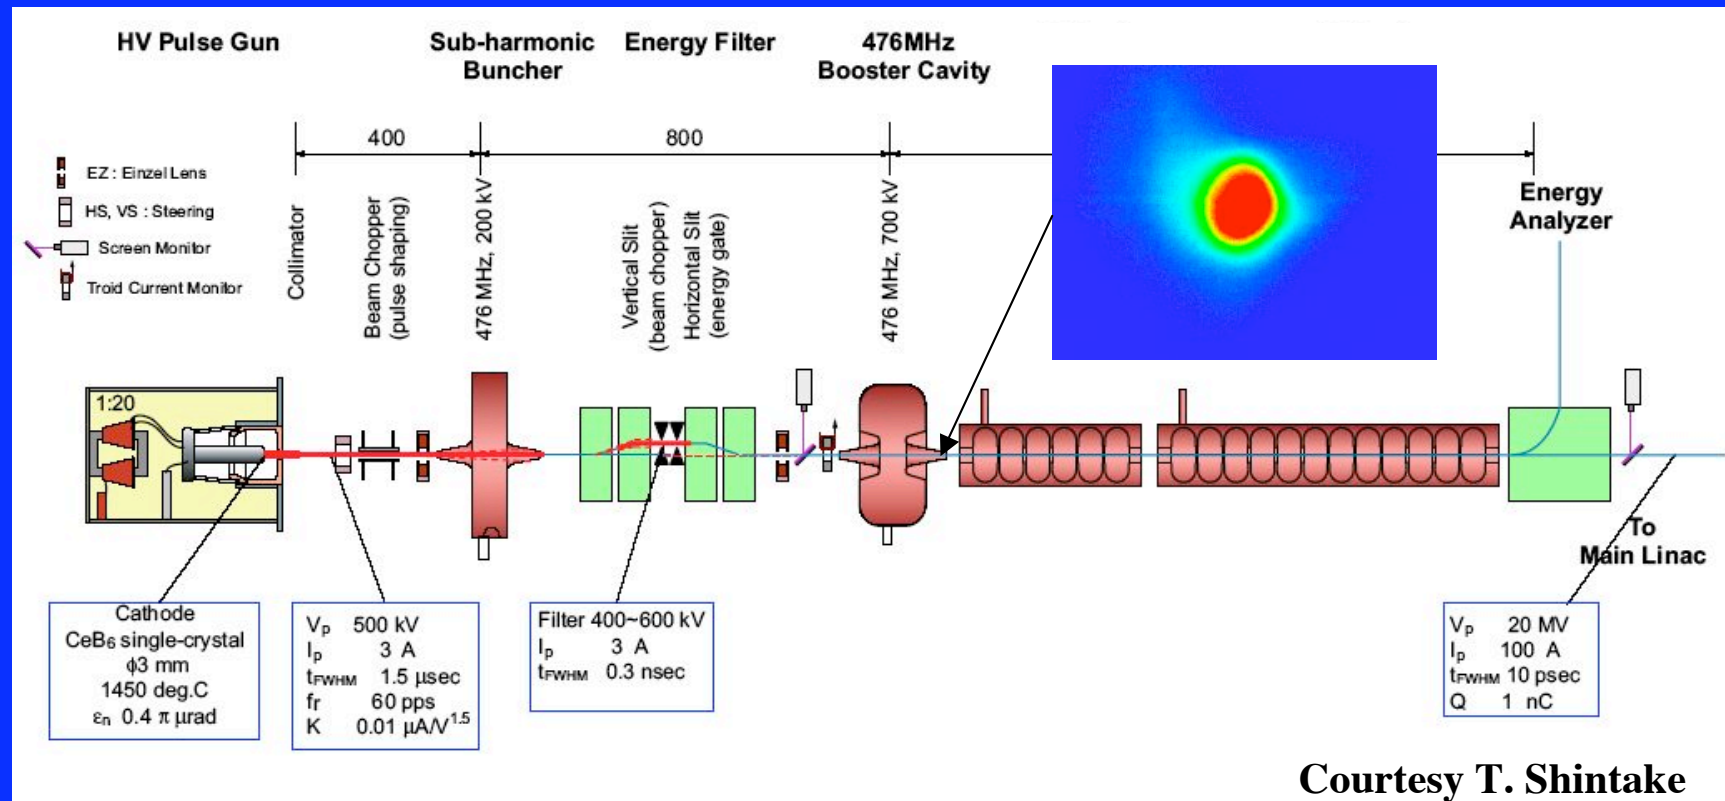 HV Pulse Gun
Sub-harmonic
Buncher
Energy Filter
476MHz
Booster Cavity
400
800
EZ : Einzel Lens
HS, VS : Steering
Screen Monitor
Troid Current Monitor
Collimator
Beam Chopper
(pulse shaping)
476 MHz, 200 kV
Vertical Slit
(beam chopper)
Horizontal Slit
(energy gate)
476 MHz, 700 kV
Energy
Analyzer
1:20
To
Main Linac
Cathode
CeB6 single-crystal
ϕ3 mm
1450 deg.C
εn 0.4 π μrad
Vp 500 kV
Ip 3 A
tFWHM 1.5 μsec
fr 60 pps
K 0.01 μA/V1.5
Filter 400~600 kV
Ip 3 A
tFWHM 0.3 nsec
Vp 20 MV
Ip 100 A
tFWHM 10 psec
Q 1 nC
Courtesy T. Shintake